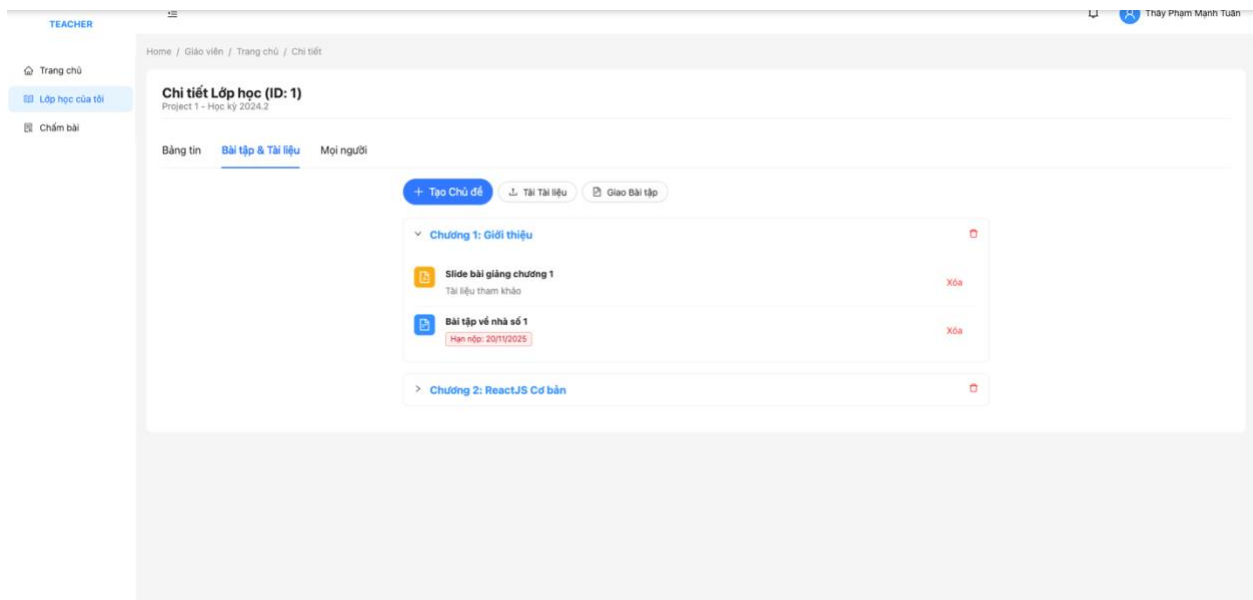 TEACHER
Thầy Phạm Mạnh Tuấn
Home / Giáo viên / Trang chủ / Chi tiết
Trang chủ
Lớp học của tôi
Chấm bài
Chi tiết Lớp học (ID: 1)
Project 1 - Học kỳ 2024.2
Bảng tin Bài tập & Tài liệu Mọi người
+ Tạo Chủ đề Tải Tài liệu Giao Bài tập
Chương 1: Giới thiệu
Slide bài giảng chương 1
Tài liệu tham khảo
Xóa
Bài tập về nhà số 1
Hạn nộp: 20/11/2025
Xóa
Chương 2: ReactJS Cơ bản